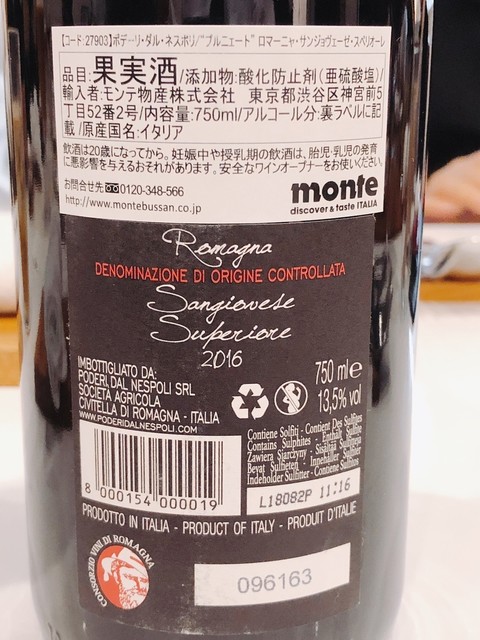 【コード:27903】ポデーリ・ダル・ネスポリ/"プルニェード" ロマーニャ・サンジョヴェーゼ・スペリオーレ
品目:果実酒/添加物:酸化防止剤(亜硫酸塩)/
輸入者:モンテ物産株式会社 東京都渋谷区神宮前5
丁目52番2号/内容量:750ml/アルコール分:裏ラベルに記
載/原産国名:イタリア
飲酒は20歳になってから。妊娠中や授乳期の飲酒は、胎児・乳児の発育
に悪影響を与えるおそれがあります。安全なワインオープナーをお使いください。
お問合せ先 0120-348-566
http://www.montebussan.co.jp
monte
discover & taste ITALIA
Romagna
DENOMINAZIONE DI ORIGINE CONTROLLATA
Sangiovese
Superiore
2016
IMBOTTIGLIATO DA:
PODERI DAL NESPOLI SRL
SOCIETÀ AGRICOLA
CIVITELLA DI ROMAGNA - ITALIA
WWW.PODERIDALNESPOLI.COM
750 ml e
13,5% vol
Contiene Solfiti - Contient Des Sulfites
Contains Sulphites - Enthält Sulfite
Zawiera Siarczyny - Sisältää Sulfiittia
Bevat Sulfieten - Innehåller Sulfiter
Indeholder Sulfitter - Contiene Sulfitos
8 000154 000019
L18082P 11:16
PRODOTTO IN ITALIA - PRODUCT OF ITALY - PRODUIT D'ITALIE
CONSORZIO VINI DI ROMAGNA
096163